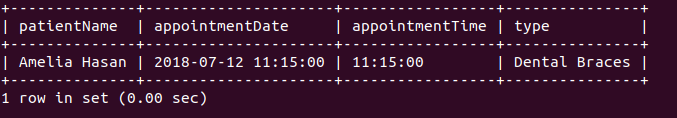 +--------------+---------------------+-----------------+---------------+
| patientName  | appointmentDate     | appointmentTime | type          |
+--------------+---------------------+-----------------+---------------+
| Amelia Hasan | 2018-07-12 11:15:00 | 11:15:00        | Dental Braces |
+--------------+---------------------+-----------------+---------------+
1 row in set (0.00 sec)